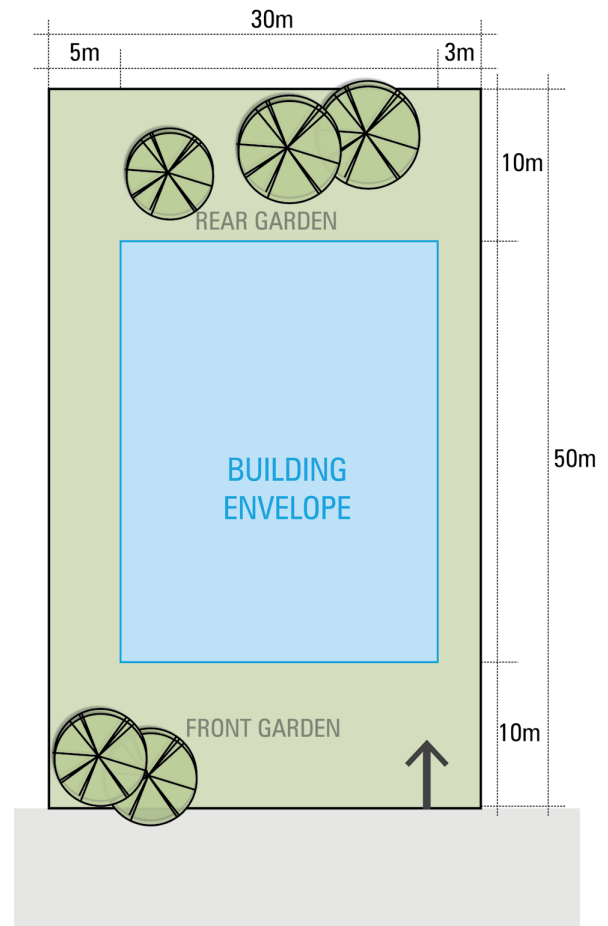 30m
5m
3m
10m
REAR GARDEN
BUILDING
ENVELOPE
50m
FRONT GARDEN
10m